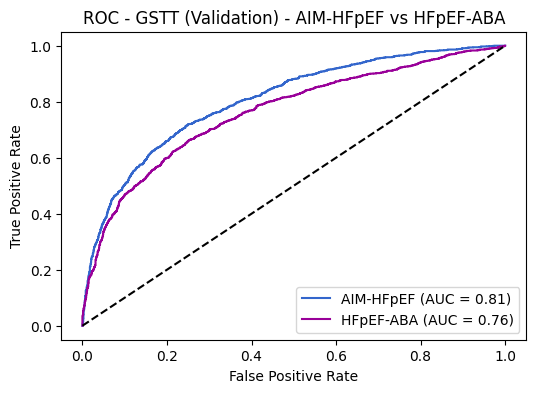 ROC - GSTT (Validation) - AIM-HFpEF vs HFpEF-ABA
True Positive Rate
1.0
0.8
0.6
0.4
0.2
0.0
AIM-HFpEF (AUC = 0.81)
HFpEF-ABA (AUC = 0.76)
0.0 0.2 0.4 0.6 0.8 1.0
False Positive Rate